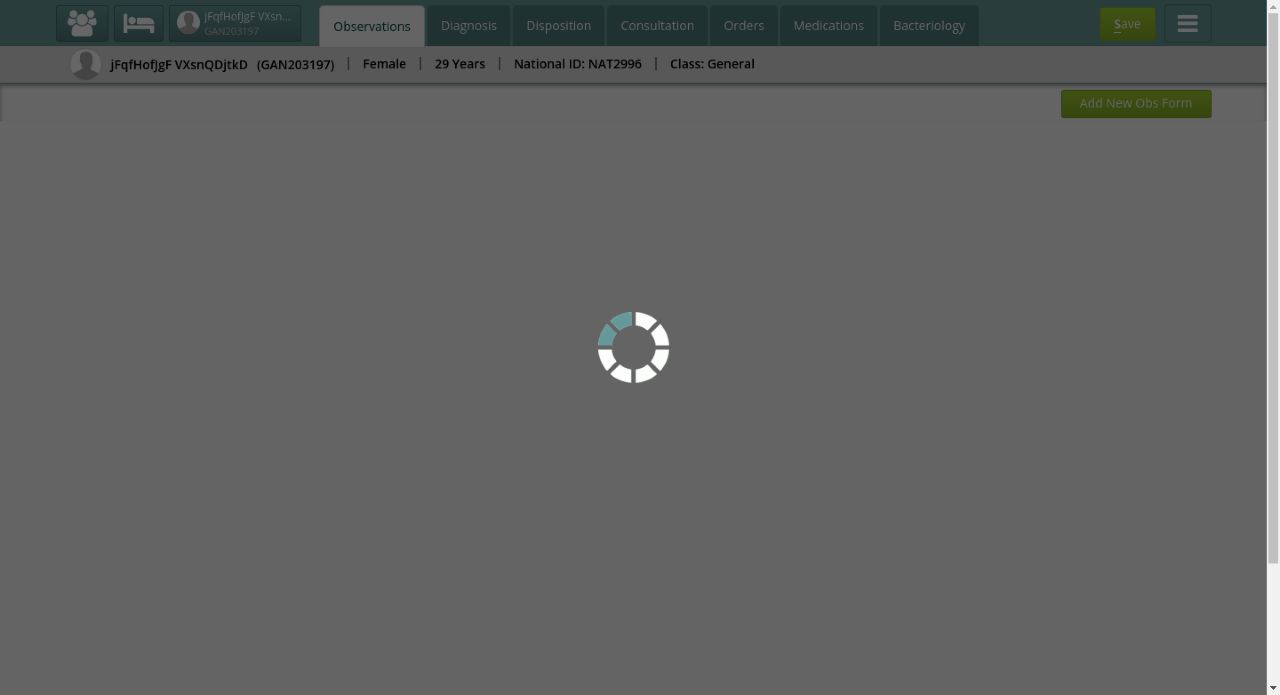 jFqfHofJgF VXsn...
GAN203197
Observations
Diagnosis
Disposition
Consultation
Orders
Medications
Bacteriology
Save
jFqfHofJgF VXsnQDjtkD (GAN203197) | Female | 29 Years | National ID: NAT2996 | Class: General
Add New Obs Form